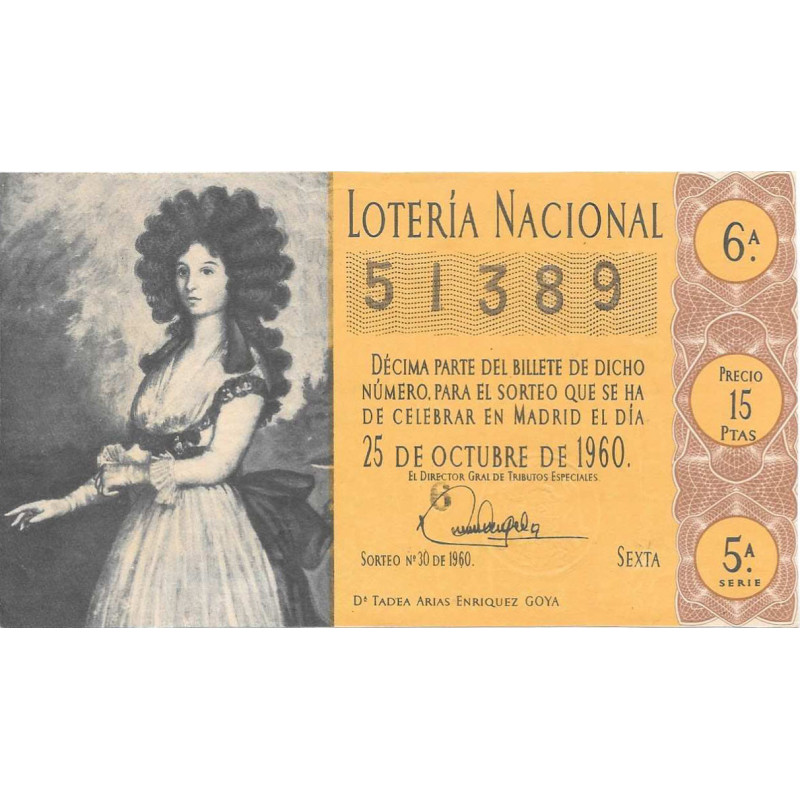 LOTERÍA NACIONAL
51389
DÉCIMA PARTE DEL BILLETE DE DICHO
NÚMERO, PARA EL SORTEO QUE SE HA
DE CELEBRAR EN MADRID EL DÍA
25 DE OCTUBRE DE 1960.
EL DIRECTOR GRAL DE TRIBUTOS ESPECIALES
6
SORTEO Nº 30 DE 1960.
SEXTA
Dª TADEA ARIAS ENRIQUEZ GOYA
6.ᴬ
PRECIO
15
PTAS
5.ᴬ
SERIE